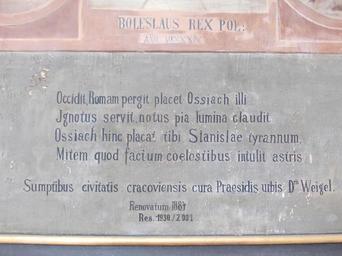 BOLESLAUS REX POL:
Occidit, Romam pergit placet Ossiach illi
Jgnotus servit, notus pia lumina claudit
Ossiach hinc placat tibi Stanislae tyrannum
Mitem quod factum coelestibus intulit astris
Sumptibus civitatis cracoviensis cura Praesidis urbis Dris Weigel.
Renovatum 1887
Res. 1930/2001